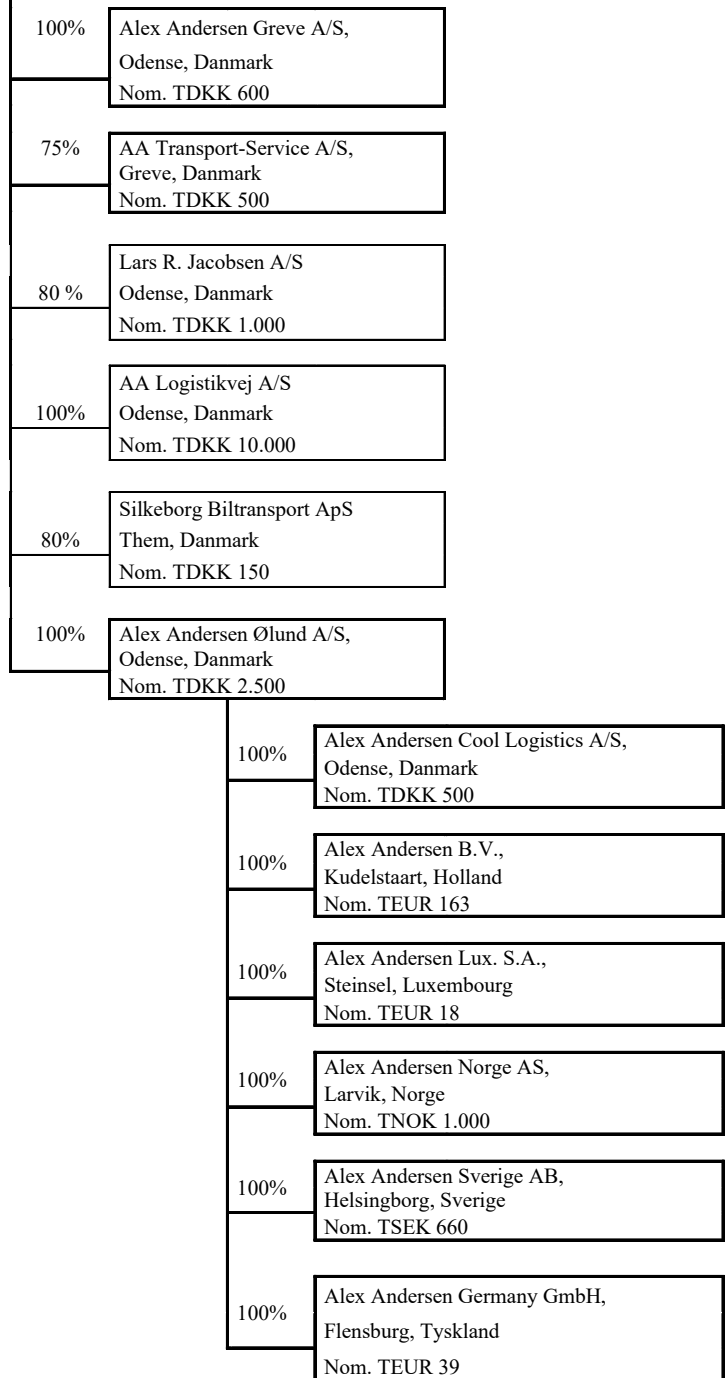 100%
Alex Andersen Greve A/S,
Odense, Danmark
Nom. TDKK 600
75%
AA Transport-Service A/S,
Greve, Danmark
Nom. TDKK 500
80 %
Lars R. Jacobsen A/S
Odense, Danmark
Nom. TDKK 1.000
100%
AA Logistikvej A/S
Odense, Danmark
Nom. TDKK 10.000
80%
Silkeborg Biltransport ApS
Them, Danmark
Nom. TDKK 150
100%
Alex Andersen Ølund A/S,
Odense, Danmark
Nom. TDKK 2.500
100%
Alex Andersen Cool Logistics A/S,
Odense, Danmark
Nom. TDKK 500
100%
Alex Andersen B.V.,
Kudelstaart, Holland
Nom. TEUR 163
100%
Alex Andersen Lux. S.A.,
Steinsel, Luxembourg
Nom. TEUR 18
100%
Alex Andersen Norge AS,
Larvik, Norge
Nom. TNOK 1.000
100%
Alex Andersen Sverige AB,
Helsingborg, Sverige
Nom. TSEK 660
100%
Alex Andersen Germany GmbH,
Flensburg, Tyskland
Nom. TEUR 39